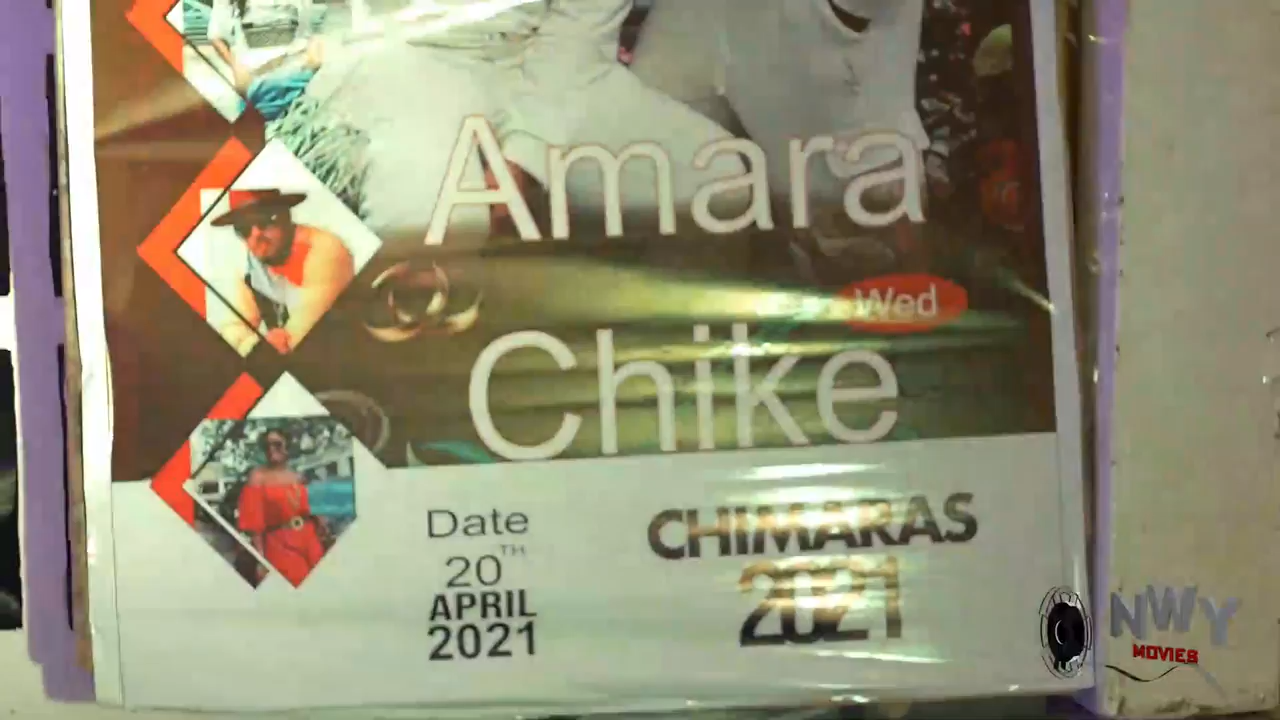 Amara
Wed
Chike
Date
20TH
APRIL
2021
CHIMARAS
2021
NWY
MOVIES